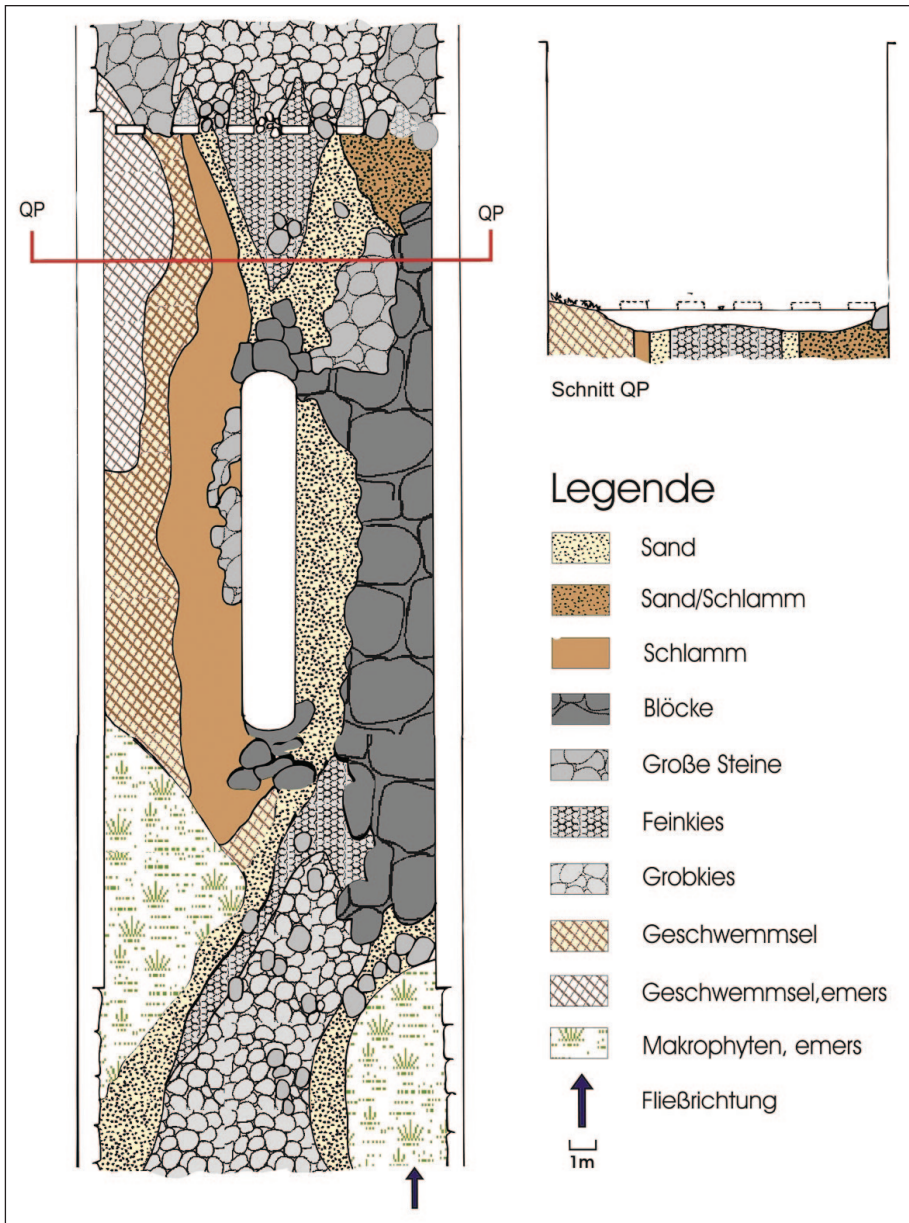 QP
QP
Schnitt QP
Legende
Sand
Sand/Schlamm
Schlamm
Blöcke
Große Steine
Feinkies
Grobkies
Geschwemmsel
Geschwemmsel,emers
Makrophyten, emers
Fließrichtung
1m